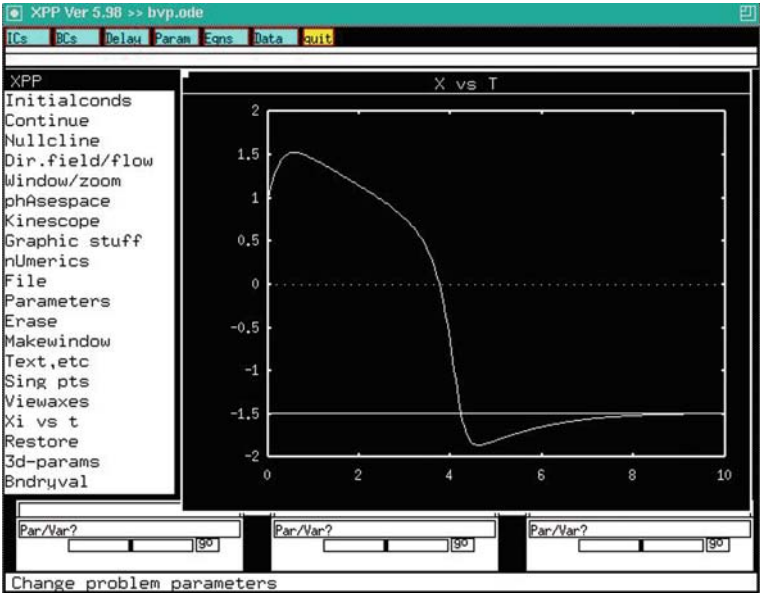 XPP Ver 5.98 >> bvp.ode
ICs BCs Delay Param Eqns Data quit
XPP
Initialconds
Continue
Nullcline
Dir.field/flow
Window/zoom
phAsespace
Kinescope
Graphic stuff
nUmerics
File
Parameters
Erase
Makewindow
Text,etc
Sing pts
Viewaxes
Xi vs t
Restore
3d-params
Bndryval
X vs T
2
1.5
1
0.5
0
-0.5
-1
-1.5
-2
0 2 4 6 8 10
Par/Var? Par/Var? Par/Var?
go go go
Change problem parameters